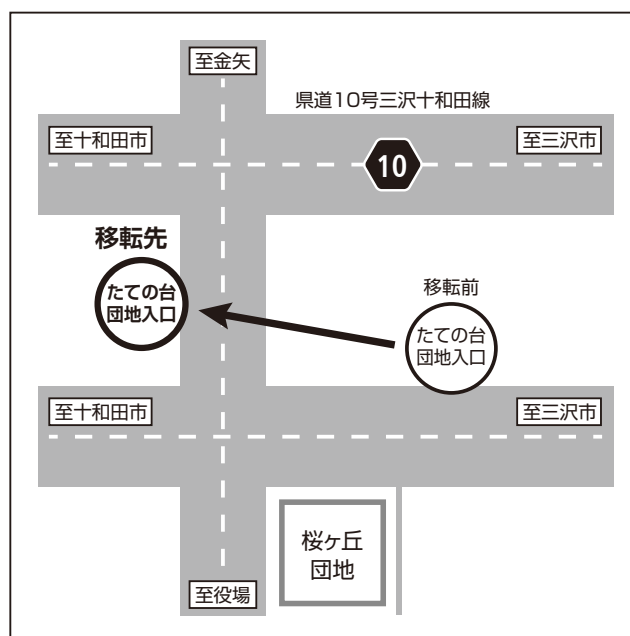 至金矢
県道10号三沢十和田線
至十和田市
至三沢市
10
移転先
たての台
団地入口
移転前
たての台
団地入口
至十和田市
至三沢市
桜ヶ丘
団地
至役場